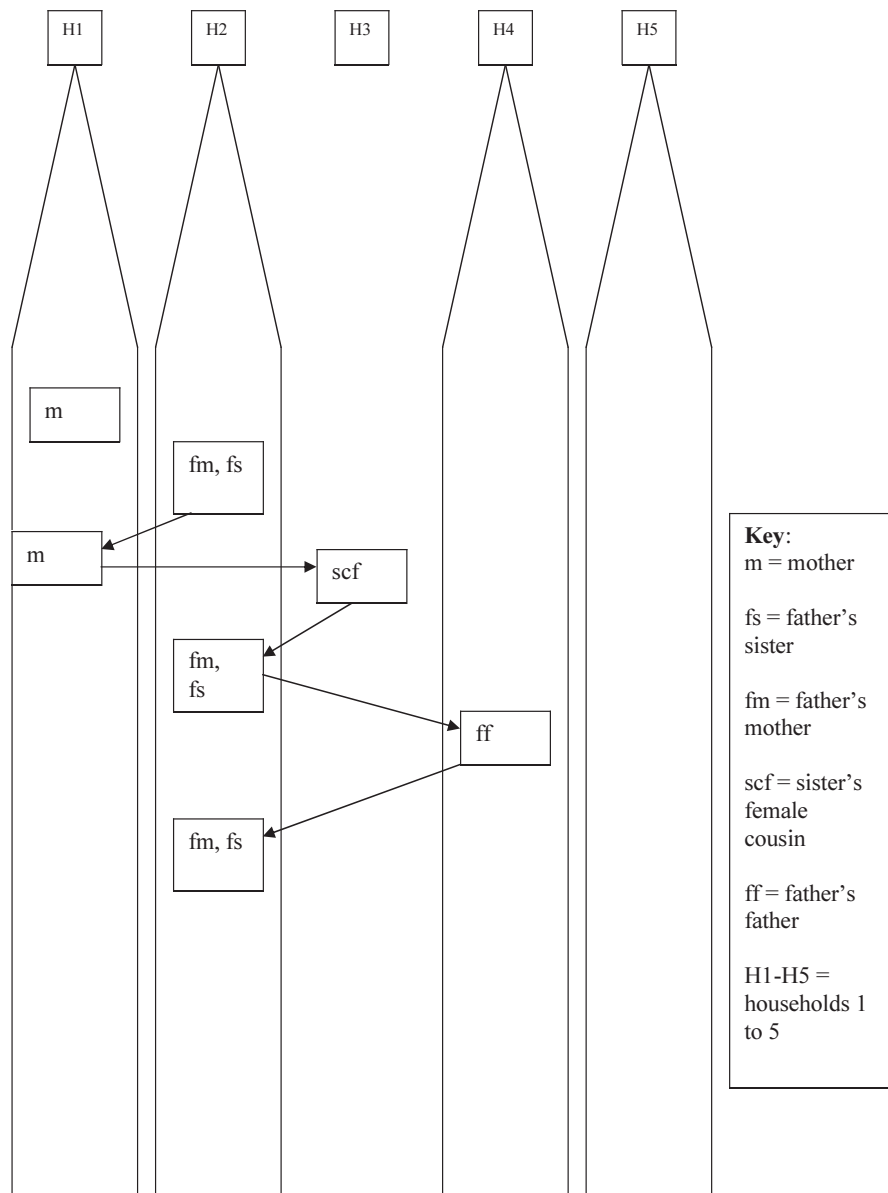 H1
H2
H3
H4
H5
m
fm, fs
m
scf
fm,
fs
ff
fm, fs
Key:
m = mother
fs = father's
sister
fm = father's
mother
scf = sister's
female
cousin
ff = father's
father
H1-H5 =
households 1
to 5